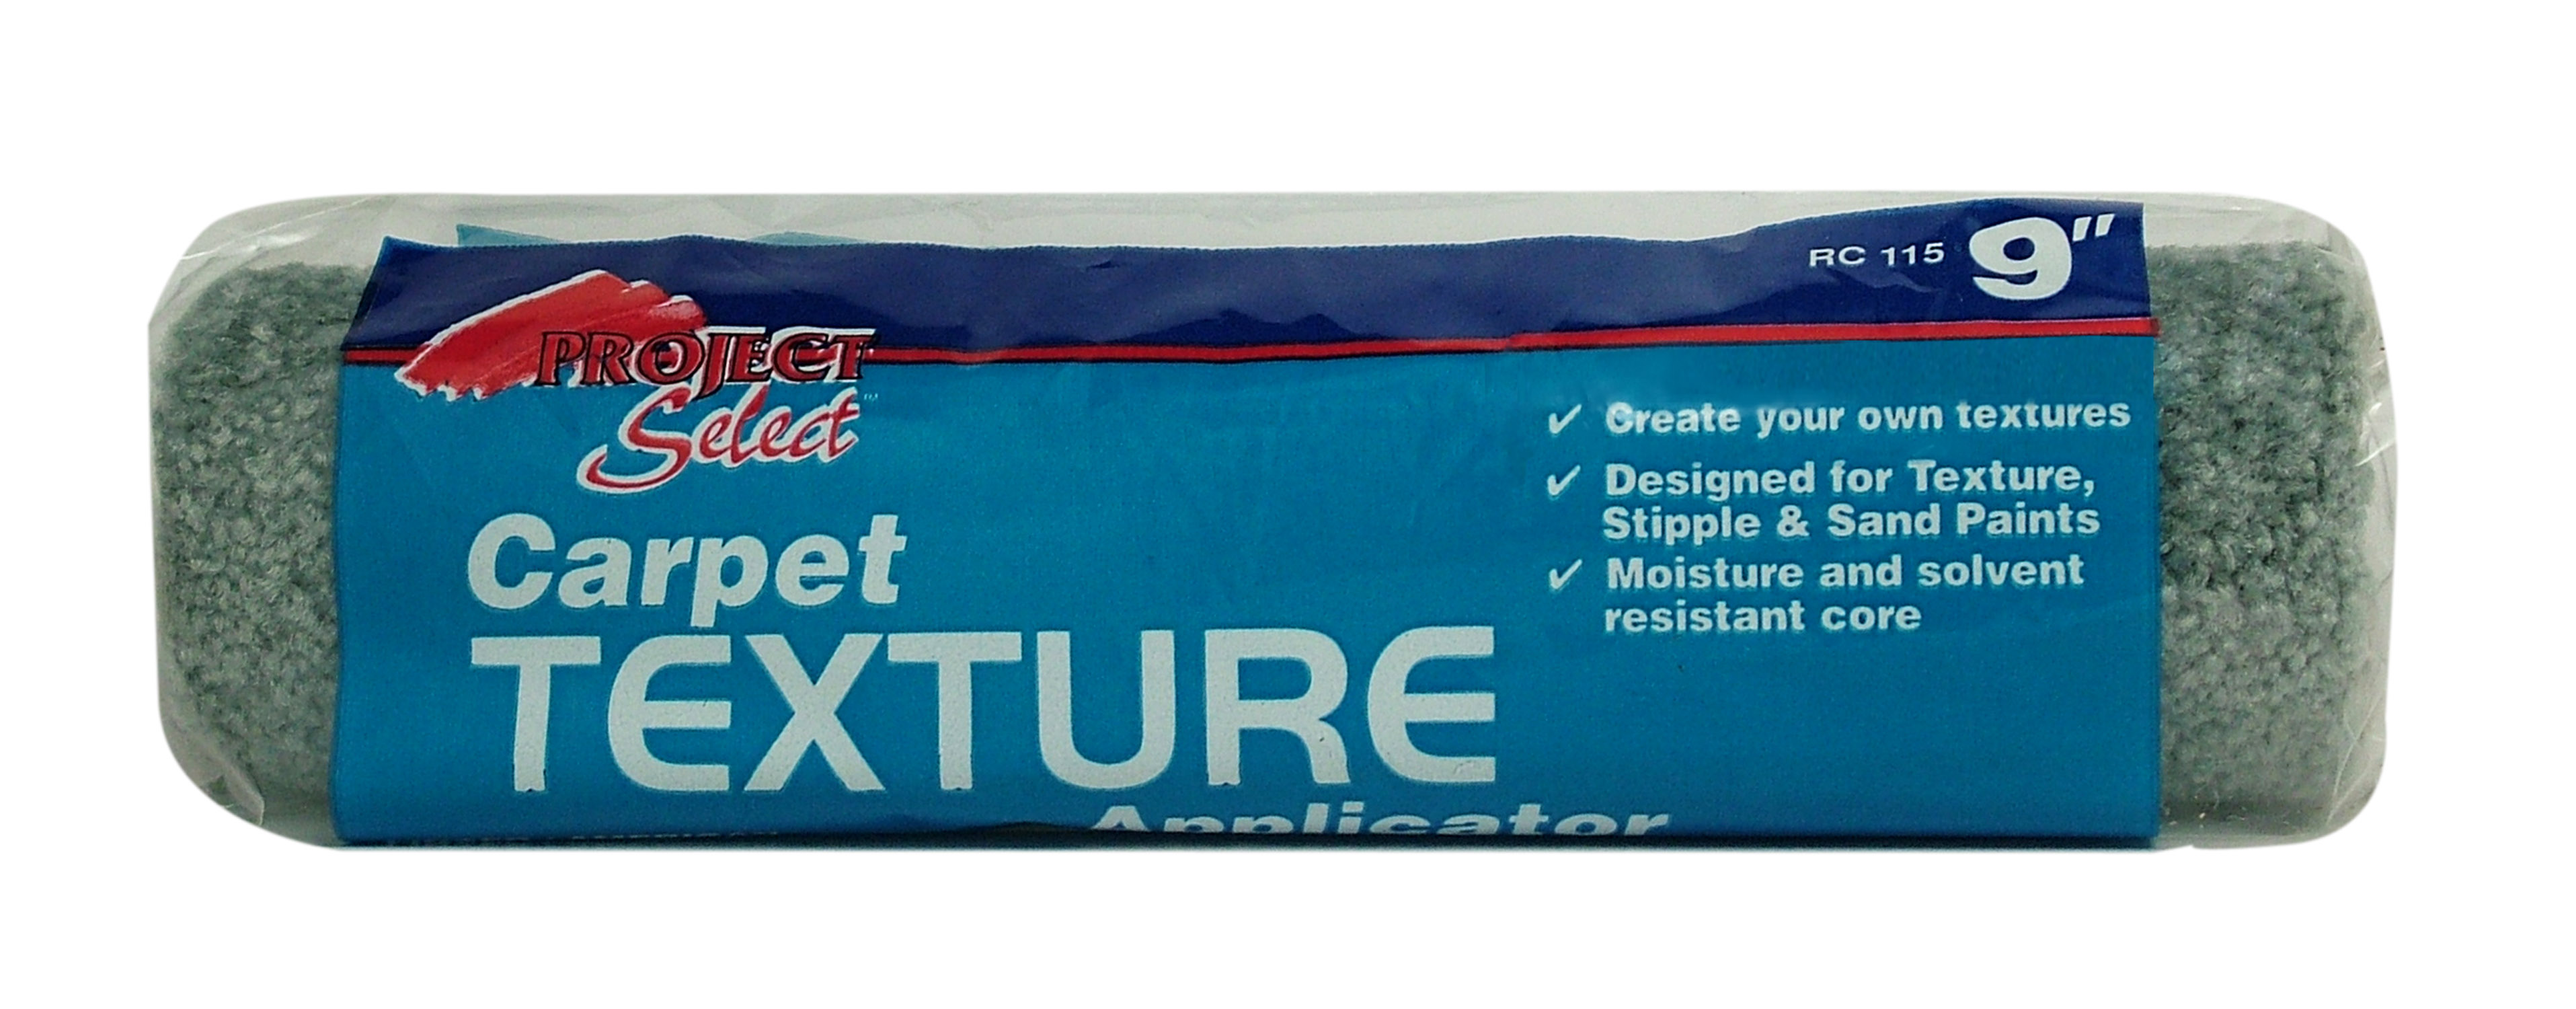 RC 115 9"
PROJECT
Select™
Carpet
TEXTURE
Applicator
✓ Create your own textures
✓ Designed for Texture,
Stipple & Sand Paints
✓ Moisture and solvent
resistant core